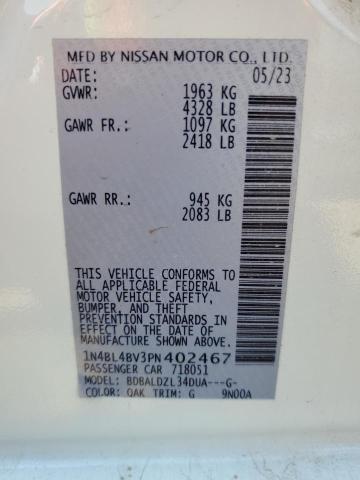 MFD BY NISSAN MOTOR CO., LTD.
DATE: 05/23
GVWR: 1963 KG
4328 LB
GAWR FR.: 1097 KG
2418 LB
GAWR RR.: 945 KG
2083 LB
THIS VEHICLE CONFORMS TO
ALL APPLICABLE FEDERAL
MOTOR VEHICLE SAFETY,
BUMPER, AND THEFT
PREVENTION STANDARDS IN
EFFECT ON THE DATE OF
MANUFACTURE SHOWN ABOVE.
1N4BL4BV3PN402467
PASSENGER CAR 718051
MODEL: BDBALDZL34DUA---G-
COLOR: QAK TRIM: G 9N00A